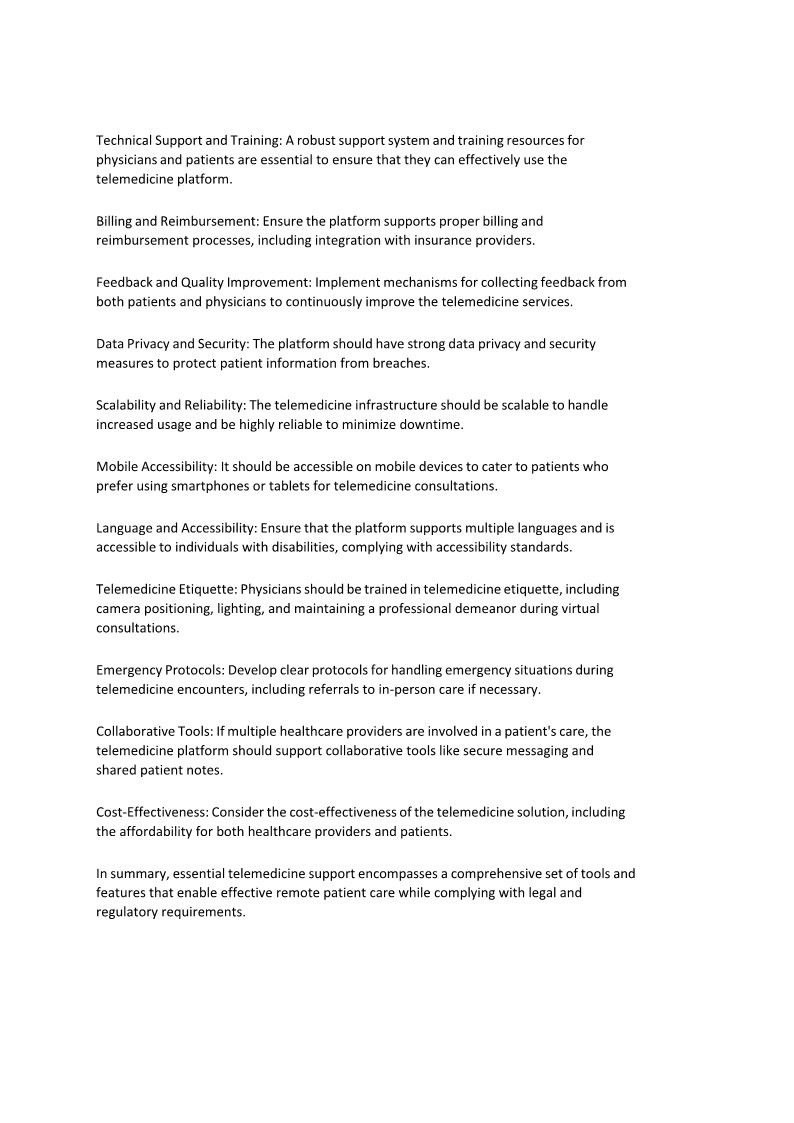 Technical Support and Training: A robust support system and training resources for
physicians and patients are essential to ensure that they can effectively use the
telemedicine platform.
Billing and Reimbursement: Ensure the platform supports proper billing and
reimbursement processes, including integration with insurance providers.
Feedback and Quality Improvement: Implement mechanisms for collecting feedback from
both patients and physicians to continuously improve the telemedicine services.
Data Privacy and Security: The platform should have strong data privacy and security
measures to protect patient information from breaches.
Scalability and Reliability: The telemedicine infrastructure should be scalable to handle
increased usage and be highly reliable to minimize downtime.
Mobile Accessibility: It should be accessible on mobile devices to cater to patients who
prefer using smartphones or tablets for telemedicine consultations.
Language and Accessibility: Ensure that the platform supports multiple languages and is
accessible to individuals with disabilities, complying with accessibility standards.
Telemedicine Etiquette: Physicians should be trained in telemedicine etiquette, including
camera positioning, lighting, and maintaining a professional demeanor during virtual
consultations.
Emergency Protocols: Develop clear protocols for handling emergency situations during
telemedicine encounters, including referrals to in-person care if necessary.
Collaborative Tools: If multiple healthcare providers are involved in a patient's care, the
telemedicine platform should support collaborative tools like secure messaging and
shared patient notes.
Cost-Effectiveness: Consider the cost-effectiveness of the telemedicine solution, including
the affordability for both healthcare providers and patients.
In summary, essential telemedicine support encompasses a comprehensive set of tools and
features that enable effective remote patient care while complying with legal and
regulatory requirements.